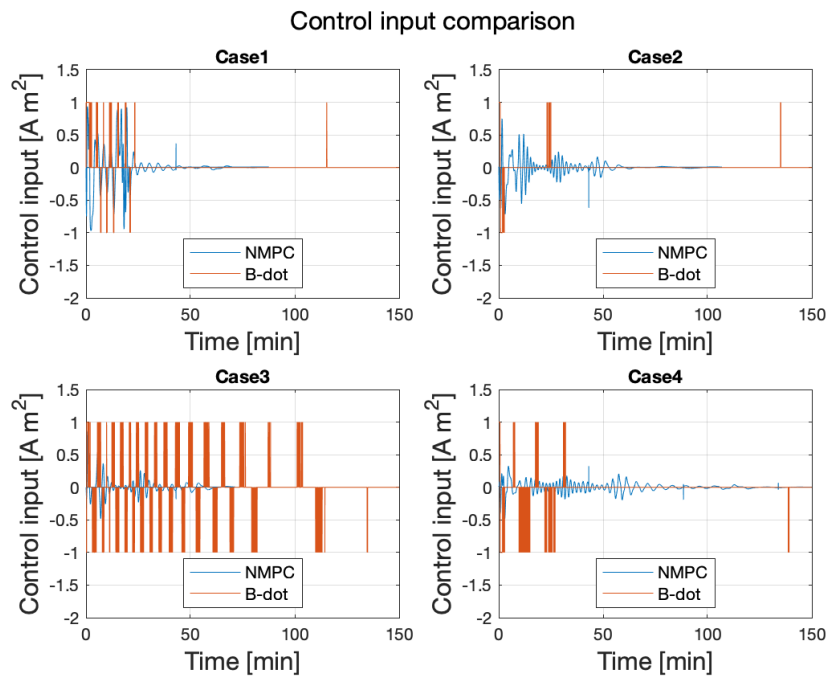 Control input comparison
Case1
Control input [A m²]
1.5
1
0.5
0
-0.5
-1
-1.5
-2
NMPC
B-dot
0 50 100 150
Time [min]
Case2
Control input [A m²]
1.5
1
0.5
0
-0.5
-1
-1.5
-2
NMPC
B-dot
0 50 100 150
Time [min]
Case3
Control input [A m²]
1.5
1
0.5
0
-0.5
-1
-1.5
-2
NMPC
B-dot
0 50 100 150
Time [min]
Case4
Control input [A m²]
1.5
1
0.5
0
-0.5
-1
-1.5
-2
NMPC
B-dot
0 50 100 150
Time [min]